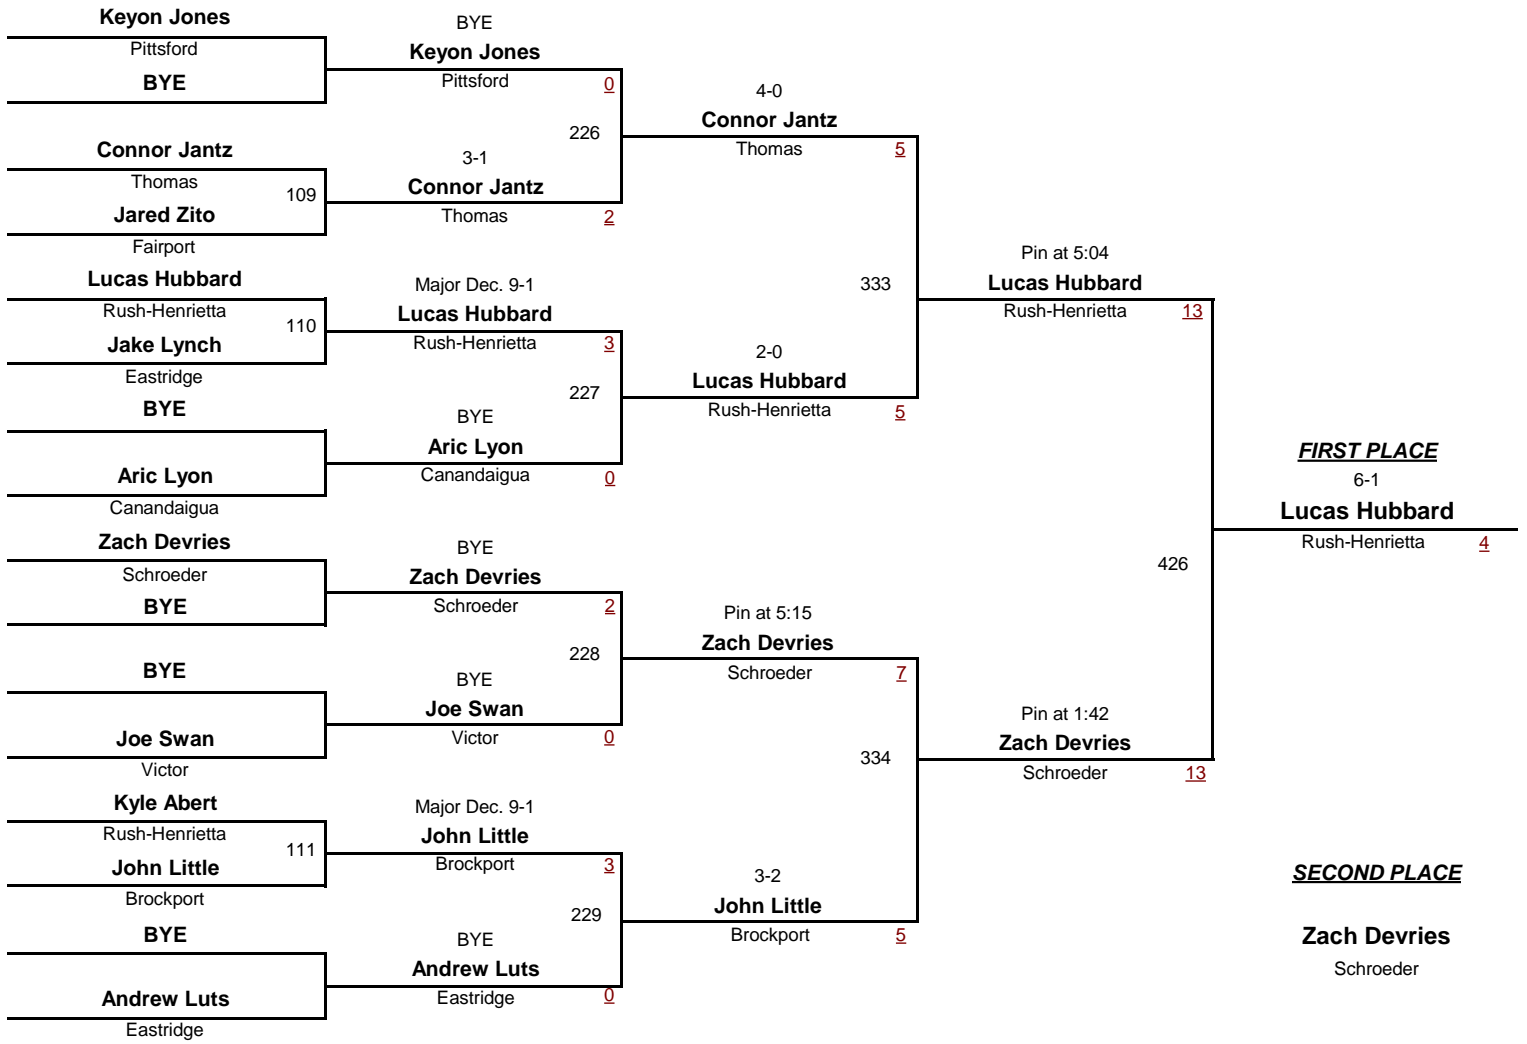 Keyon Jones
Pittsford
BYE
Connor Jantz
Thomas
109
Jared Zito
Fairport
Lucas Hubbard
Rush-Henrietta
110
Jake Lynch
Eastridge
BYE
Aric Lyon
Canandaigua
Zach Devries
Schroeder
BYE
BYE
Joe Swan
Victor
Kyle Abert
Rush-Henrietta
111
John Little
Brockport
BYE
Andrew Luts
Eastridge
BYE
Keyon Jones
Pittsford 0
226
3-1
Connor Jantz
Thomas 2
Major Dec. 9-1
Lucas Hubbard
Rush-Henrietta 3
227
BYE
Aric Lyon
Canandaigua 0
BYE
Zach Devries
Schroeder 2
228
BYE
Joe Swan
Victor 0
Major Dec. 9-1
John Little
Brockport 3
229
BYE
Andrew Luts
Eastridge 0
4-0
Connor Jantz
Thomas 5
333
2-0
Lucas Hubbard
Rush-Henrietta 5
Pin at 5:15
Zach Devries
Schroeder 7
334
3-2
John Little
Brockport 5
Pin at 5:04
Lucas Hubbard
Rush-Henrietta 13
426
Pin at 1:42
Zach Devries
Schroeder 13
FIRST PLACE
6-1
Lucas Hubbard
Rush-Henrietta 4
SECOND PLACE
Zach Devries
Schroeder